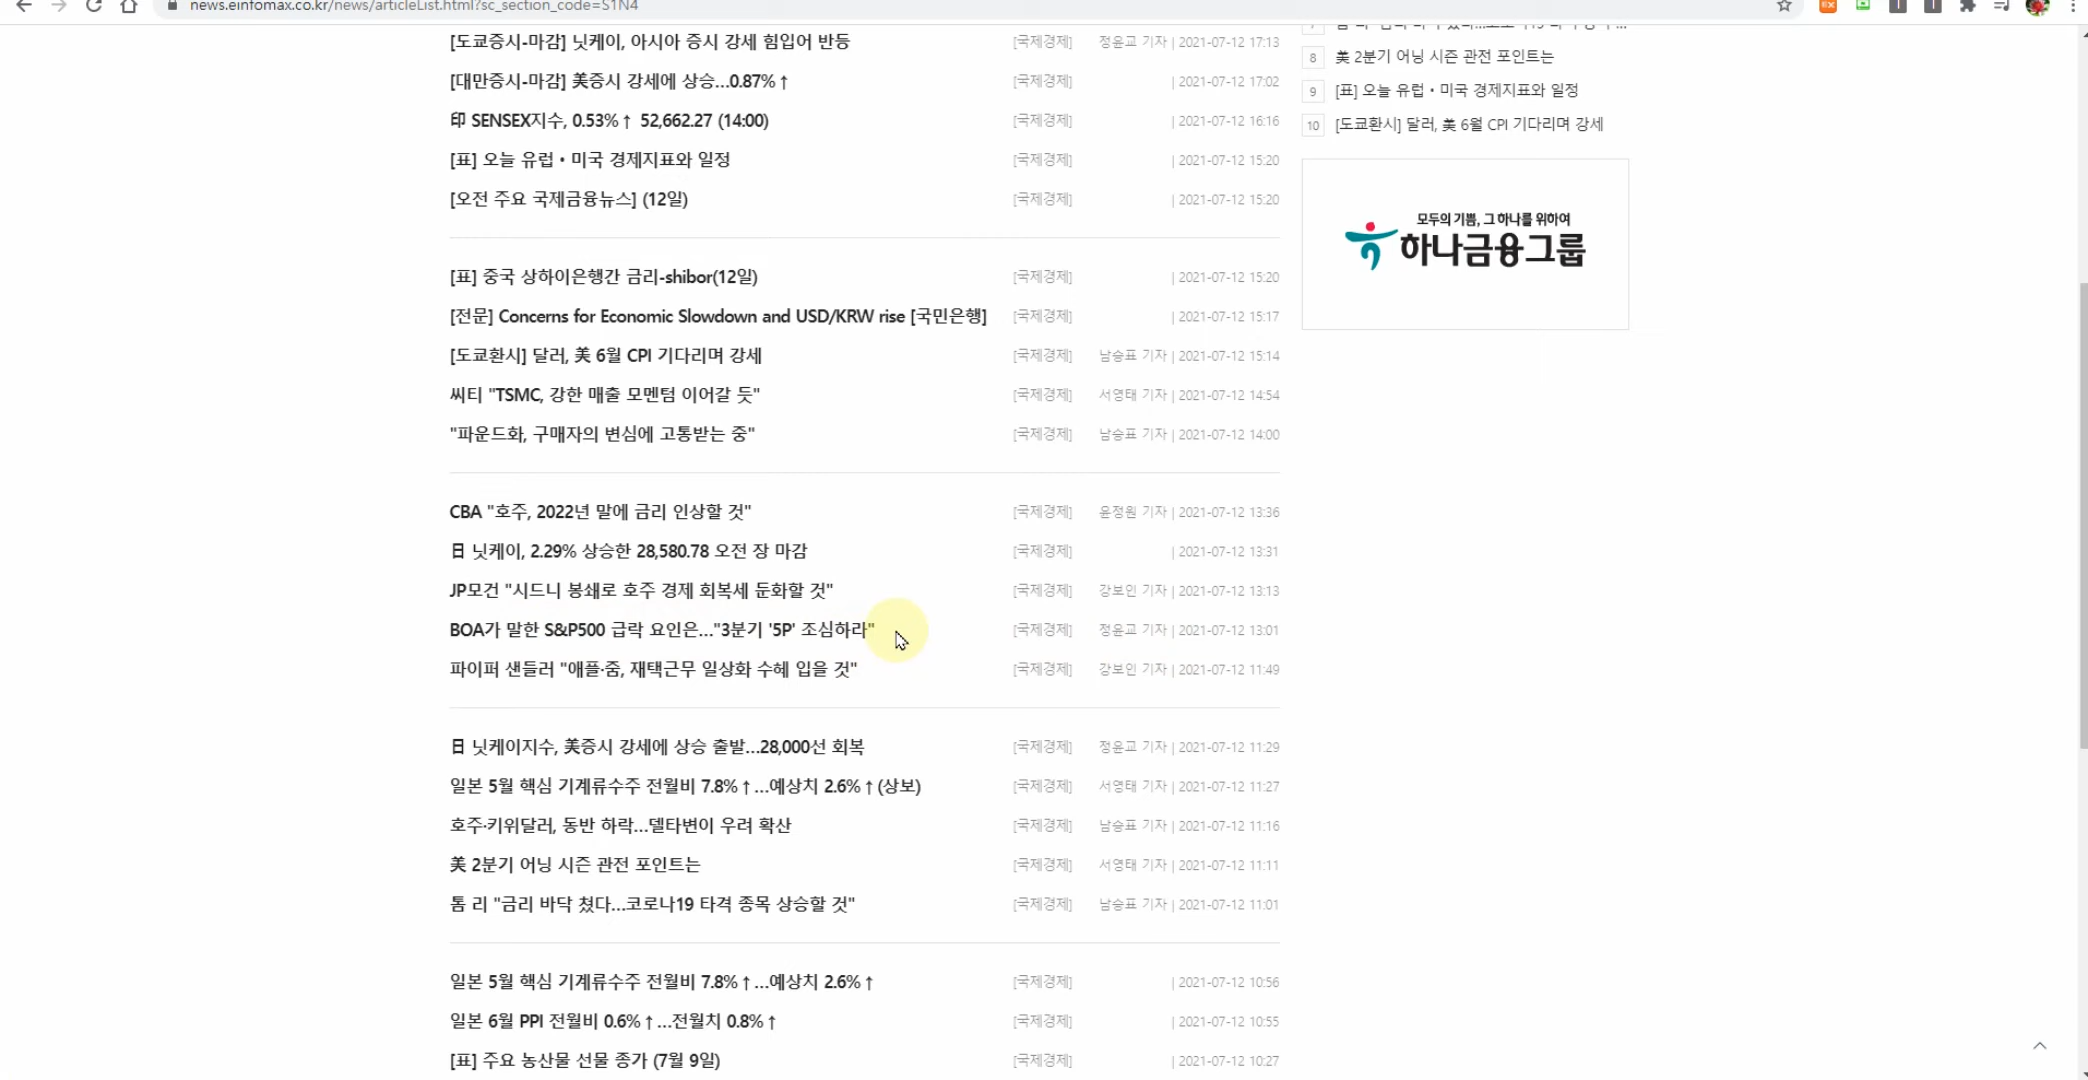 news.einfomax.co.kr/news/articleList.html?sc_section_code=S1N4
[도쿄증시-마감] 닛케이, 아시아 증시 강세 힘입어 반등 [국제경제] 정윤교 기자 | 2021-07-12 17:13
[대만증시-마감] 美증시 강세에 상승...0.87%↑ [국제경제] | 2021-07-12 17:02
印 SENSEX지수, 0.53%↑ 52,662.27 (14:00) [국제경제] | 2021-07-12 16:16
[표] 오늘 유럽·미국 경제지표와 일정 [국제경제] | 2021-07-12 15:20
[오전 주요 국제금융뉴스] (12일) [국제경제] | 2021-07-12 15:20
[표] 중국 상하이은행간 금리-shibor(12일) [국제경제] | 2021-07-12 15:20
[전문] Concerns for Economic Slowdown and USD/KRW rise [국민은행] [국제경제] | 2021-07-12 15:17
[도쿄환시] 달러, 美 6월 CPI 기다리며 강세 [국제경제] 남승표 기자 | 2021-07-12 15:14
씨티 "TSMC, 강한 매출 모멘텀 이어갈 듯" [국제경제] 서영태 기자 | 2021-07-12 14:54
"파운드화, 구매자의 변심에 고통받는 중" [국제경제] 남승표 기자 | 2021-07-12 14:00
CBA "호주, 2022년 말에 금리 인상할 것" [국제경제] 윤정원 기자 | 2021-07-12 13:36
日 닛케이, 2.29% 상승한 28,580.78 오전 장 마감 [국제경제] | 2021-07-12 13:31
JP모건 "시드니 봉쇄로 호주 경제 회복세 둔화할 것" [국제경제] 강보인 기자 | 2021-07-12 13:13
BOA가 말한 S&P500 급락 요인은..."3분기 '5P' 조심하라" [국제경제] 정윤교 기자 | 2021-07-12 13:01
파이퍼 샌들러 "애플·줌, 재택근무 일상화 수혜 입을 것" [국제경제] 강보인 기자 | 2021-07-12 11:49
日 닛케이지수, 美증시 강세에 상승 출발...28,000선 회복 [국제경제] 정윤교 기자 | 2021-07-12 11:29
일본 5월 핵심 기계류수주 전월비 7.8%↑...예상치 2.6%↑(상보) [국제경제] 서영태 기자 | 2021-07-12 11:27
호주·키위달러, 동반 하락...델타변이 우려 확산 [국제경제] 남승표 기자 | 2021-07-12 11:16
美 2분기 어닝 시즌 관전 포인트는 [국제경제] 서영태 기자 | 2021-07-12 11:11
톰 리 "금리 바닥 쳤다...코로나19 타격 종목 상승할 것" [국제경제] 남승표 기자 | 2021-07-12 11:01
일본 5월 핵심 기계류수주 전월비 7.8%↑...예상치 2.6%↑ [국제경제] | 2021-07-12 10:56
일본 6월 PPI 전월비 0.6%↑...전월치 0.8%↑ [국제경제] | 2021-07-12 10:55
[표] 주요 농산물 선물 종가 (7월 9일) [국제경제] | 2021-07-12 10:27
8 美 2분기 어닝 시즌 관전 포인트는
9 [표] 오늘 유럽·미국 경제지표와 일정
10 [도쿄환시] 달러, 美 6월 CPI 기다리며 강세
모두의 기쁨, 그 하나를 위하여
하나금융그룹